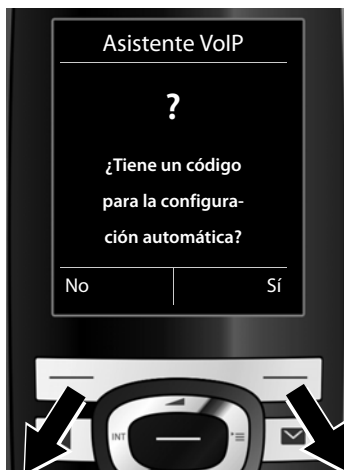 Asistente VoIP
?
¿Tiene un código
para la configura-
ción automática?
No Sí
INT